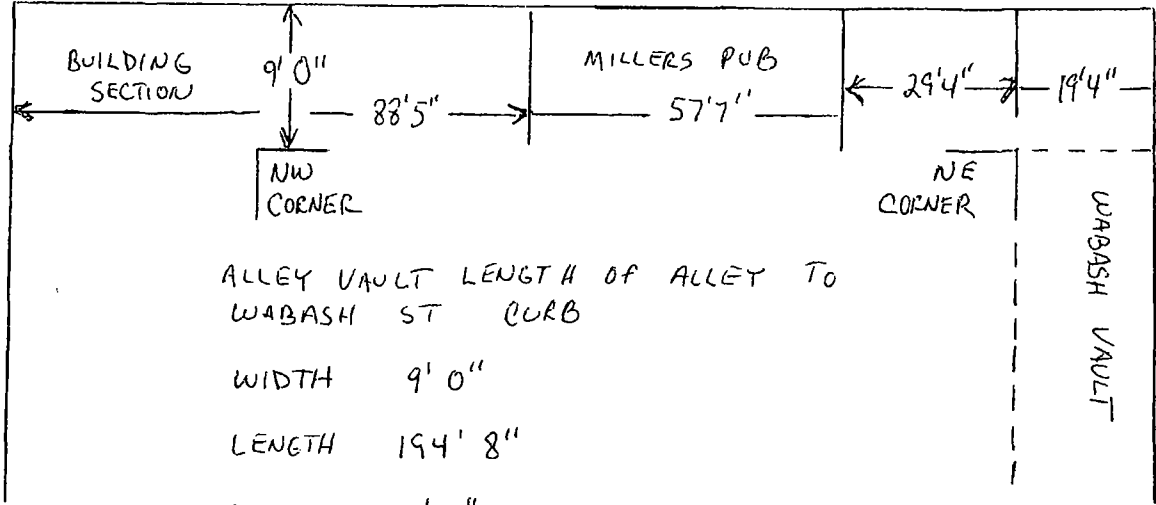 BUILDING
SECTION
9' 0"
88'5"
MILLERS PUB
57'7"
29'4"
19'4"
NW
CORNER
NE
CORNER
WABASH VAULT
ALLEY VAULT LENGTH OF ALLEY TO
WABASH ST CURB
WIDTH 9' 0"
LENGTH 194' 8"